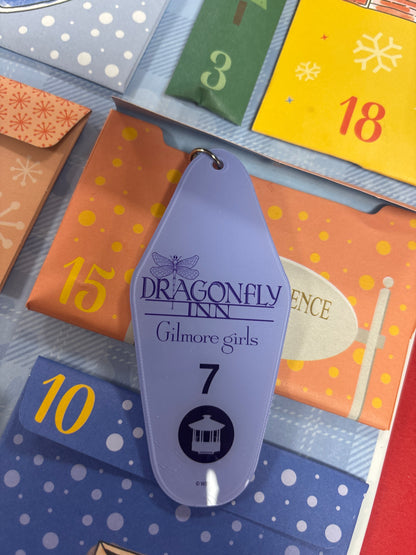 3
18
15
DRAGONFLY
INN
Gilmore girls
ENCE
7
10